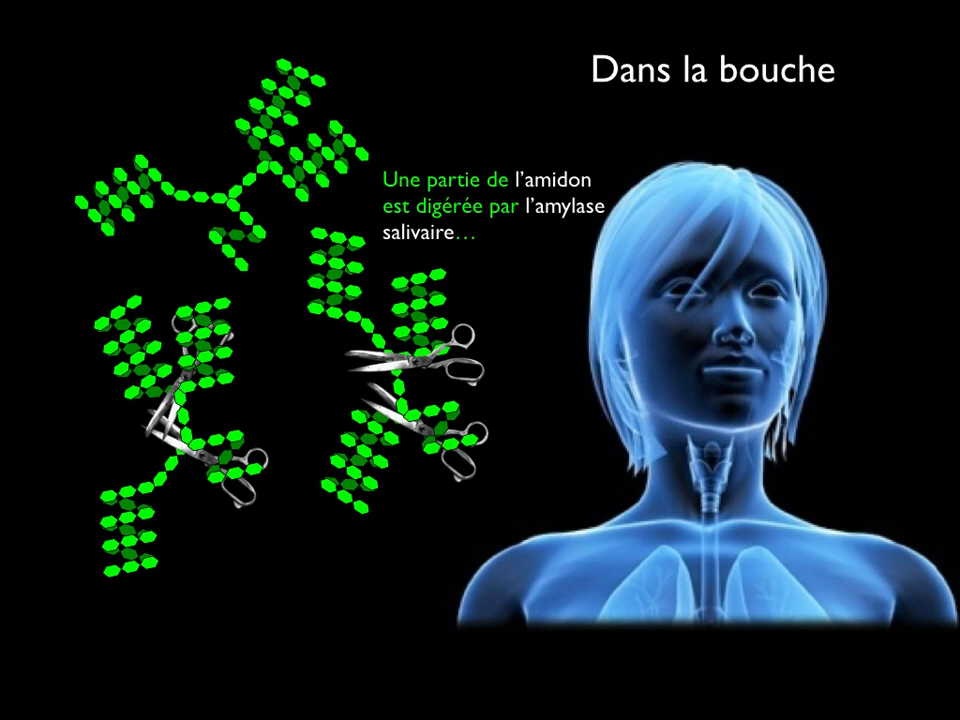 Dans la bouche
Une partie de l’amidon
est digérée par l’amylase
salivaire…